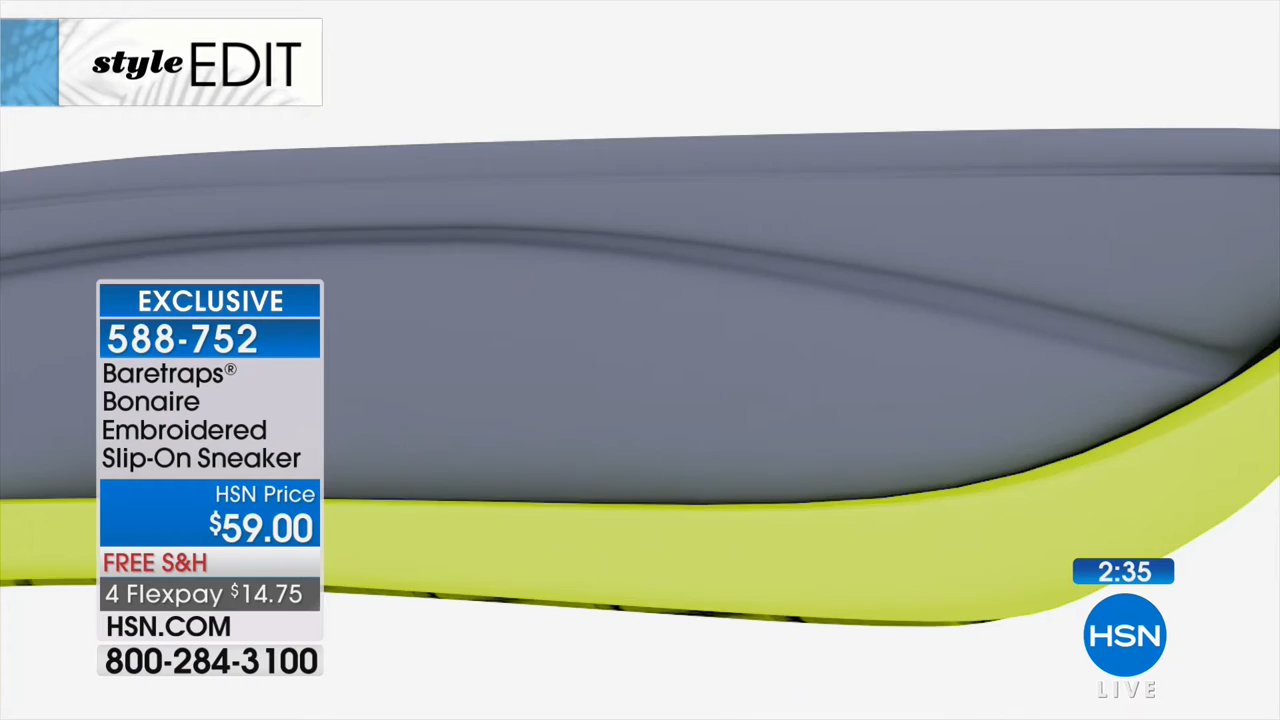 style EDIT
EXCLUSIVE
588-752
Baretraps®
Bonaire
Embroidered
Slip-On Sneaker
HSN Price
$59.00
FREE S&H
4 Flexpay $14.75
HSN.COM
800-284-3100
2:35
HSN
LIVE